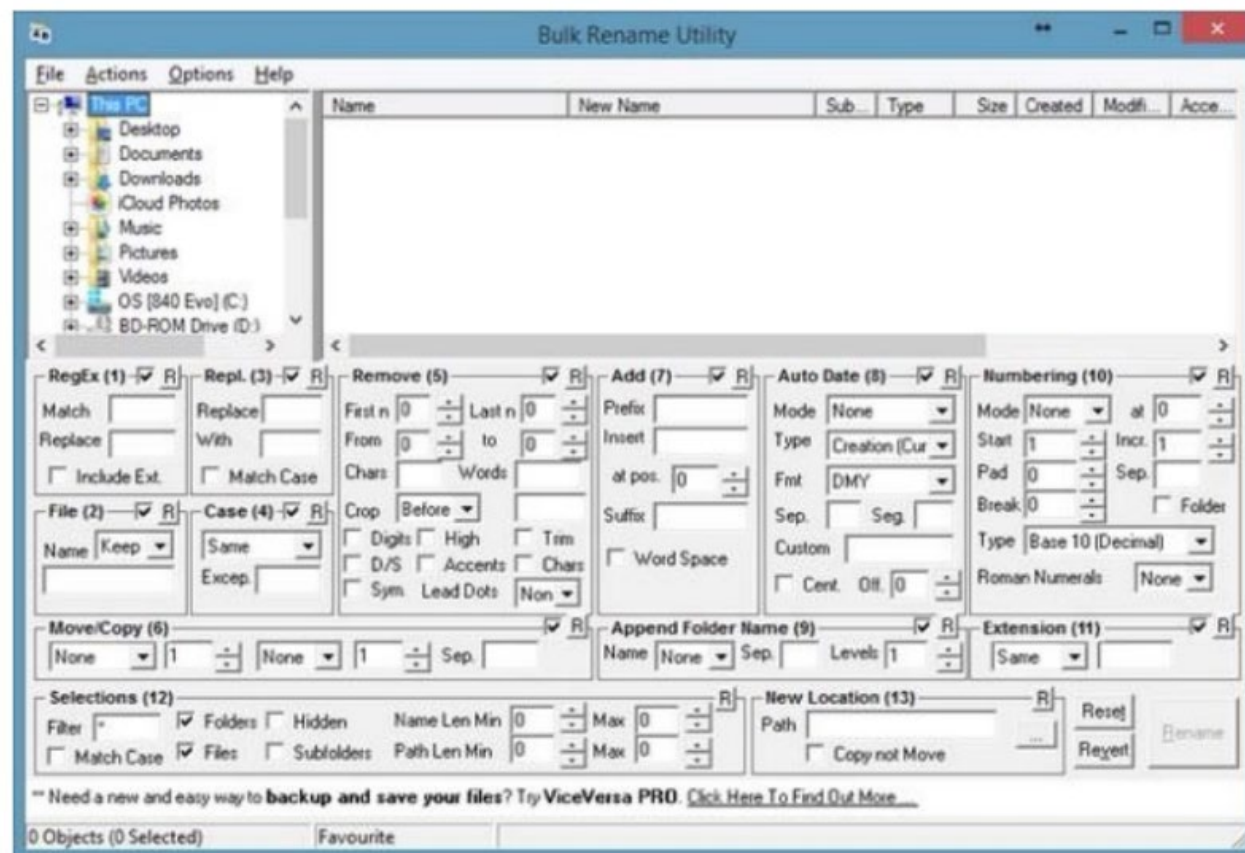 Bulk Rename Utility
File Actions Options Help
This PC
Desktop
Documents
Downloads
iCloud Photos
Music
Pictures
Videos
OS [840 Evo] (C:)
BD-ROM Drive (D:)
Name New Name Sub... Type Size Created Modifi... Acce...
RegEx (1) R
Match
Replace
Include Ext.
Repl. (3) R
Replace
With
Match Case
Remove (5) R
First n 0 Last n 0
From 0 to 0
Chars Words
Crop Before
Digits High Trim
D/S Accents Chars
Sym. Lead Dots Non
Add (7) R
Prefix
Insert
at pos. 0
Suffix
Word Space
Auto Date (8) R
Mode None
Type Creation (Cur
Fmt DMY
Sep. Seg.
Custom
Cent. Off. 0
Numbering (10) R
Mode None at 0
Start 1 Incr. 1
Pad 0 Sep.
Break 0 Folder
Type Base 10 (Decimal)
Roman Numerals None
File (2) R
Name Keep
Case (4) R
Same
Excep.
Move/Copy (6) R
None 1 None 1 Sep.
Append Folder Name (9) R
Name None Sep. Levels 1
Extension (11) R
Same
Selections (12) R
Filter * Folders Hidden Name Len Min 0 Max 0
Match Case Files Subfolders Path Len Min 0 Max 0
New Location (13) R
Path ...
Copy not Move
Reset
Revert
Rename
** Need a new and easy way to backup and save your files? Try ViceVersa PRO. Click Here To Find Out More ...
0 Objects (0 Selected) Favourite